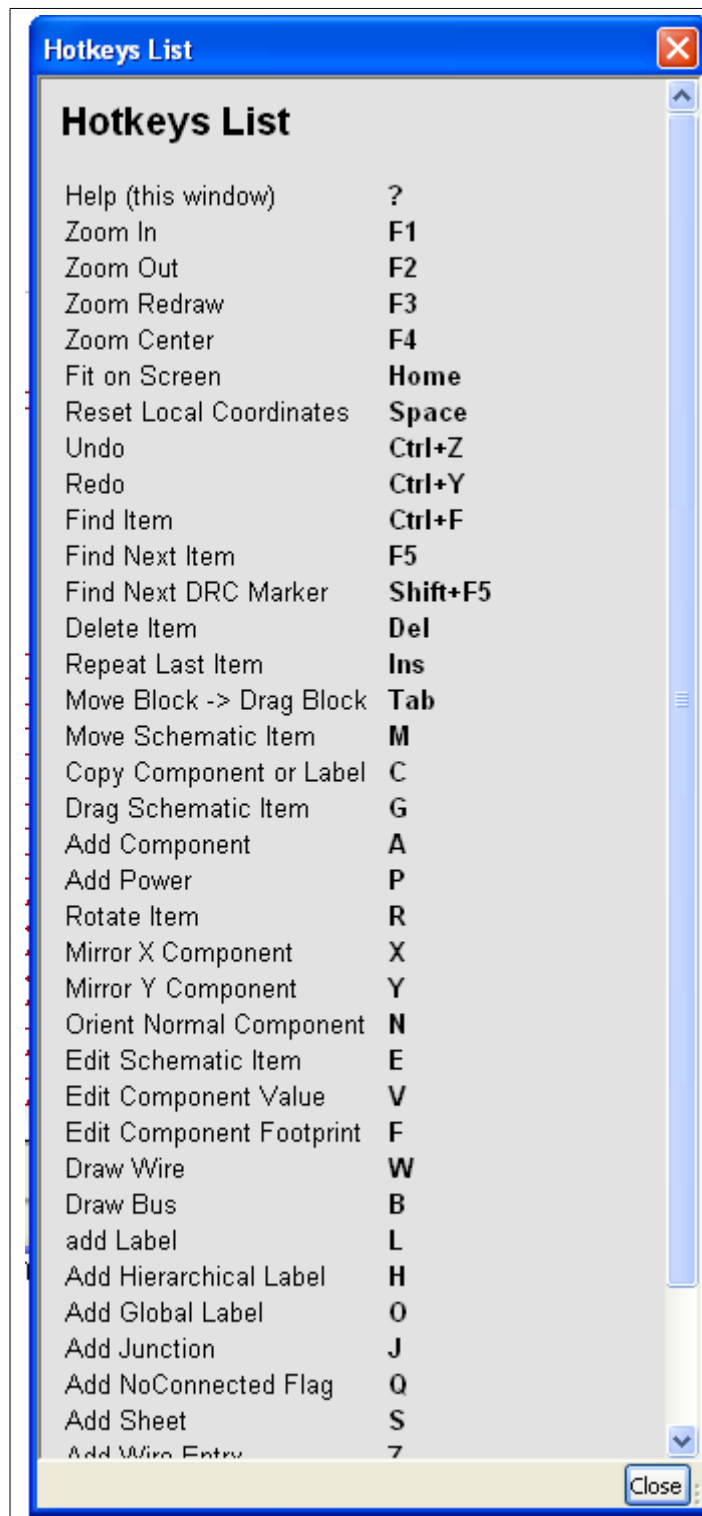 Hotkeys List
Hotkeys List
Help (this window) ?
Zoom In F1
Zoom Out F2
Zoom Redraw F3
Zoom Center F4
Fit on Screen Home
Reset Local Coordinates Space
Undo Ctrl+Z
Redo Ctrl+Y
Find Item Ctrl+F
Find Next Item F5
Find Next DRC Marker Shift+F5
Delete Item Del
Repeat Last Item Ins
Move Block -> Drag Block Tab
Move Schematic Item M
Copy Component or Label C
Drag Schematic Item G
Add Component A
Add Power P
Rotate Item R
Mirror X Component X
Mirror Y Component Y
Orient Normal Component N
Edit Schematic Item E
Edit Component Value V
Edit Component Footprint F
Draw Wire W
Draw Bus B
add Label L
Add Hierarchical Label H
Add Global Label O
Add Junction J
Add NoConnected Flag Q
Add Sheet S
Add Wire Entry Z
Close